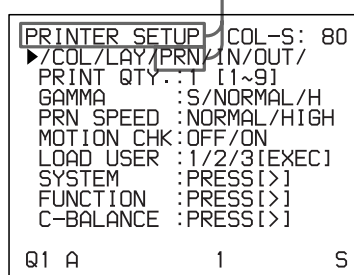 PRINTER SETUP COL-S: 80
▶/COL/LAY/PRN/IN/OUT/
PRINT QTY.:1 [1~9]
GAMMA :S/NORMAL/H
PRN SPEED :NORMAL/HIGH
MOTION CHK:OFF/ON
LOAD USER :1/2/3[EXEC]
SYSTEM :PRESS[>]
FUNCTION :PRESS[>]
C-BALANCE :PRESS[>]
Q1 A 1 S